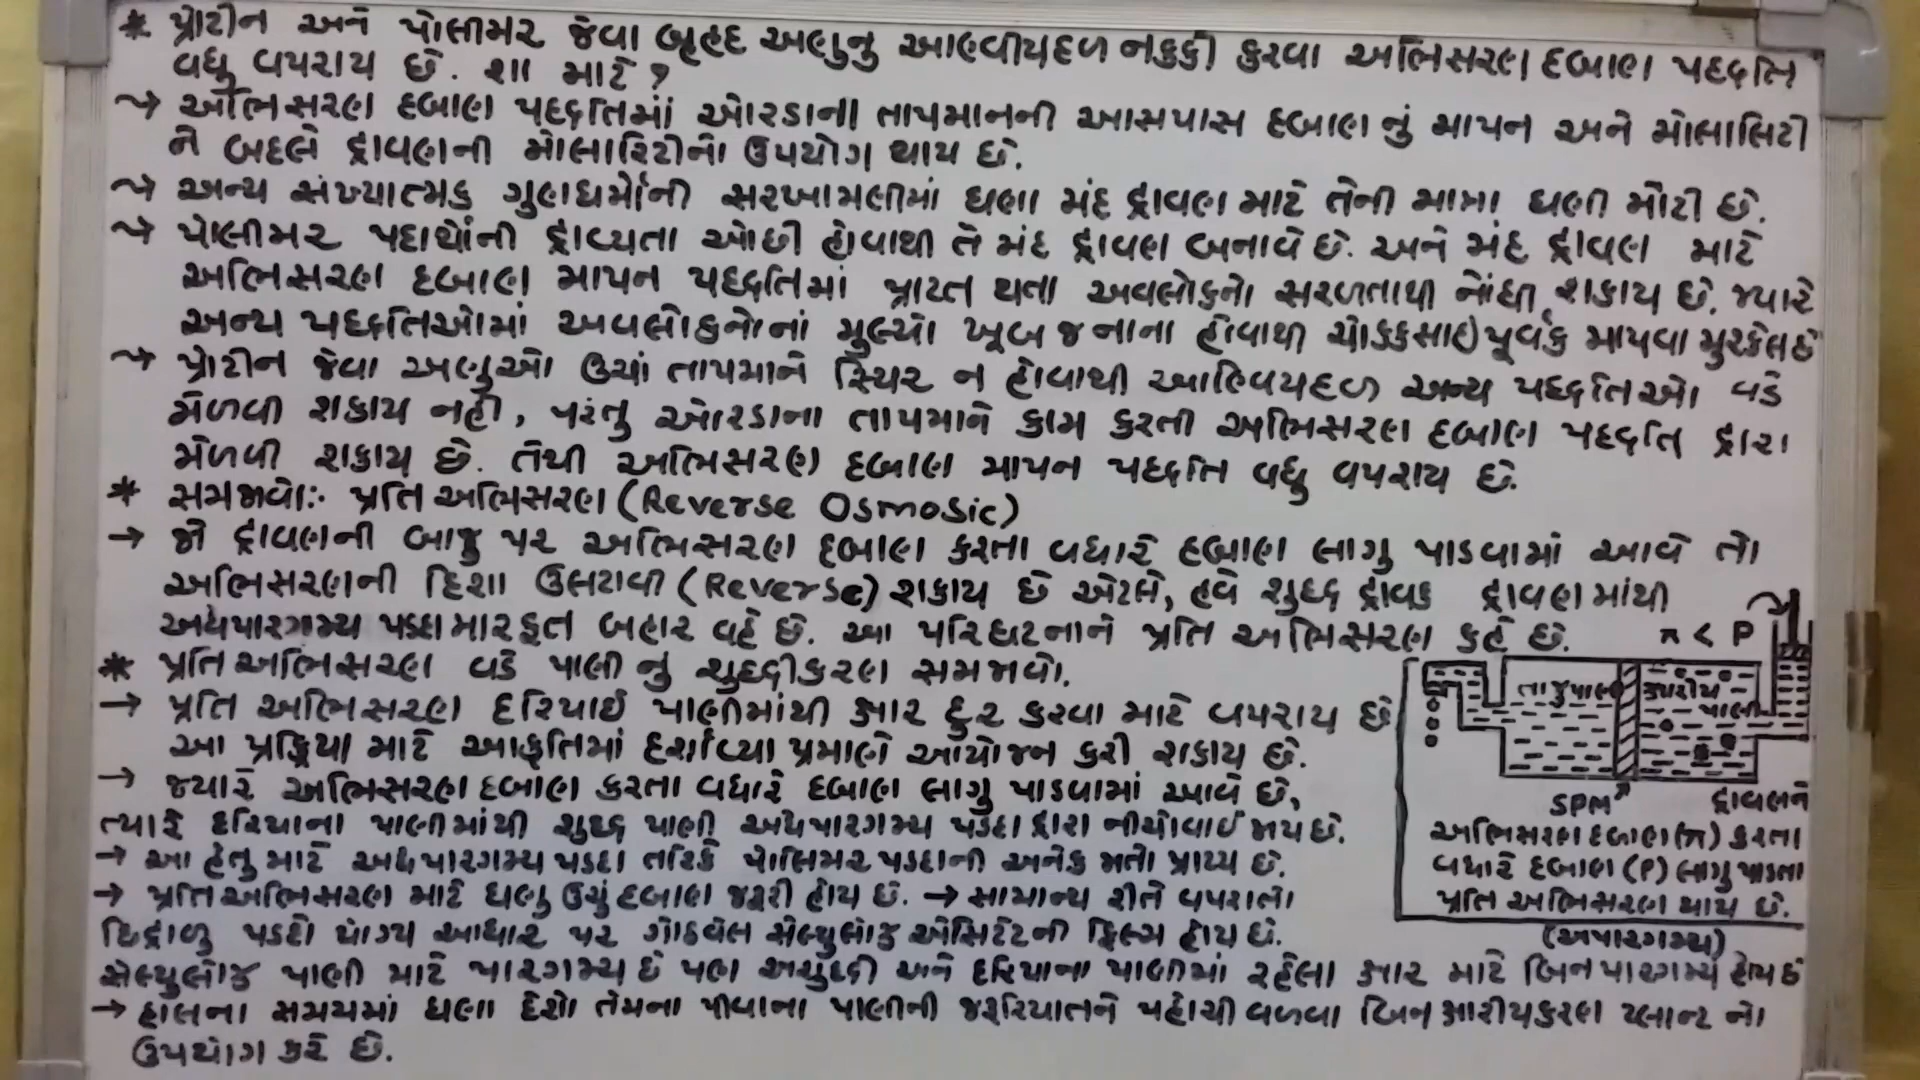 * પ્રોટીન અને પોલીમર જેવા બૃહદ અણુનુ આણ્વીયદળ નકકી કરવા અભિસરણ દબાણ પદ્ધતિ
વધુ વપરાય છે. શા માટે ?
→ અભિસરણ દબાણ પદ્ધતિમાં ઓરડાના તાપમાનની આસપાસ દબાણ નું માપન અને મોલાલિટી
ને બદલે દ્રાવણની મોલારિટીનો ઉપયોગ થાય છે.
→ અન્ય સંખ્યાત્મક ગુણધર્મોની સરખામણીમાં ઘણા મંદ દ્રાવણ માટે તેની માત્રા ઘણી મોટી છે.
→ પોલીમર પદાર્થોની દ્રાવ્યતા ઓછી હોવાથી તે મંદ દ્રાવણ બનાવે છે. અને મંદ દ્રાવણ માટે
અભિસરણ દબાણ માપન પદ્ધતિમાં પ્રાપ્ત થતા અવલોકનો સરળતાથી નોંધી શકાય છે. જ્યારે
અન્ય પદ્ધતિઓમાં અવલોકનોનાં મુલ્યો ખૂબ જ નાના હોવાથી ચોકકસાઇ પૂર્વક માપવા મુશ્કેલ છે
→ પ્રોટીન જેવા અણુઓ ઉચાં તાપમાને સ્થિર ન હોવાથી આણ્વિયદળ અન્ય પદ્ધતિઓ વડે
મેળવી શકાય નહી, પરંતુ ઓરડાના તાપમાને કામ કરતી અભિસરણ દબાણ પદ્ધતિ દ્વારા
મેળવી શકાય છે. તેથી અભિસરણ દબાણ માપન પદ્ધતિ વધુ વપરાય છે.
* સમજાવો:- પ્રતિ અભિસરણ (Reverse Osmosic)
→ જો દ્રાવણની બાજુ પર અભિસરણ દબાણ કરતા વધારે દબાણ લાગુ પાડવામાં આવે તો
અભિસરણની દિશા ઉલટાવી (Reverse) શકાય છે એટલે, હવે શુદ્ધ દ્રાવક દ્રાવણમાંથી
અર્ધપારગમ્ય પડદા મારફત બહાર વહે છે. આ પરિઘટનાને પ્રતિ અભિસરણ કહે છે.
* પ્રતિ અભિસરણ વડે પાણી નું શુદ્ધીકરણ સમજાવો.
→ પ્રતિ અભિસરણ દરિયાઈ પાણીમાંથી ક્ષાર દુર કરવા માટે વપરાય છે
આ પ્રક્રિયા માટે આકૃતિમાં દર્શાવ્યા પ્રમાણે આયોજન કરી શકાય છે.
→ જ્યારે અભિસરણ દબાણ કરતા વધારે દબાણ લાગુ પાડવામાં આવે છે,
ત્યારે દરિયાના પાણીમાંથી શુદ્ધ પાણી અર્ધપારગમ્ય પડદા દ્વારા નીચોવાઈ જાય છે.
→ આ હેતુ માટે અર્ધપારગમ્ય પડદા તરિકે પોલિમર પડદાની અનેક જાતો પ્રાપ્ય છે.
→ પ્રતિ અભિસરણ માટે ઘણુ ઉચું દબાણ જરૂરી હોય છે. → સામાન્ય રીતે વપરાતો
છિદ્રાળુ પડદો યોગ્ય આધાર પર ગોઠવેલ સેલ્યુલોઝ એસિટેટની ફિલ્મ હોય છે.
સેલ્યુલોઝ પાણી માટે પારગમ્ય છે પણ અશુદ્ધી અને દરિયાના પાણીમાં રહેલા ક્ષાર માટે બિનપારગમ્ય હોય છે
→ હાલના સમયમાં ઘણા દેશો તેમના પીવાના પાણીની જરૂરિયાતને પહોચી વળવા બિનક્ષારીયકરણ પ્લાન્ટ નો
ઉપયોગ કરે છે.
π < P
તાજુ પાણી
ક્ષારીય
પાણી
SPM
દ્રાવણને
અભિસરણ દબાણ (π) કરતા
વધારે દબાણ (P) લાગુ પાડતા
પ્રતિ અભિસરણ થાય છે.
(અપારગમ્ય)